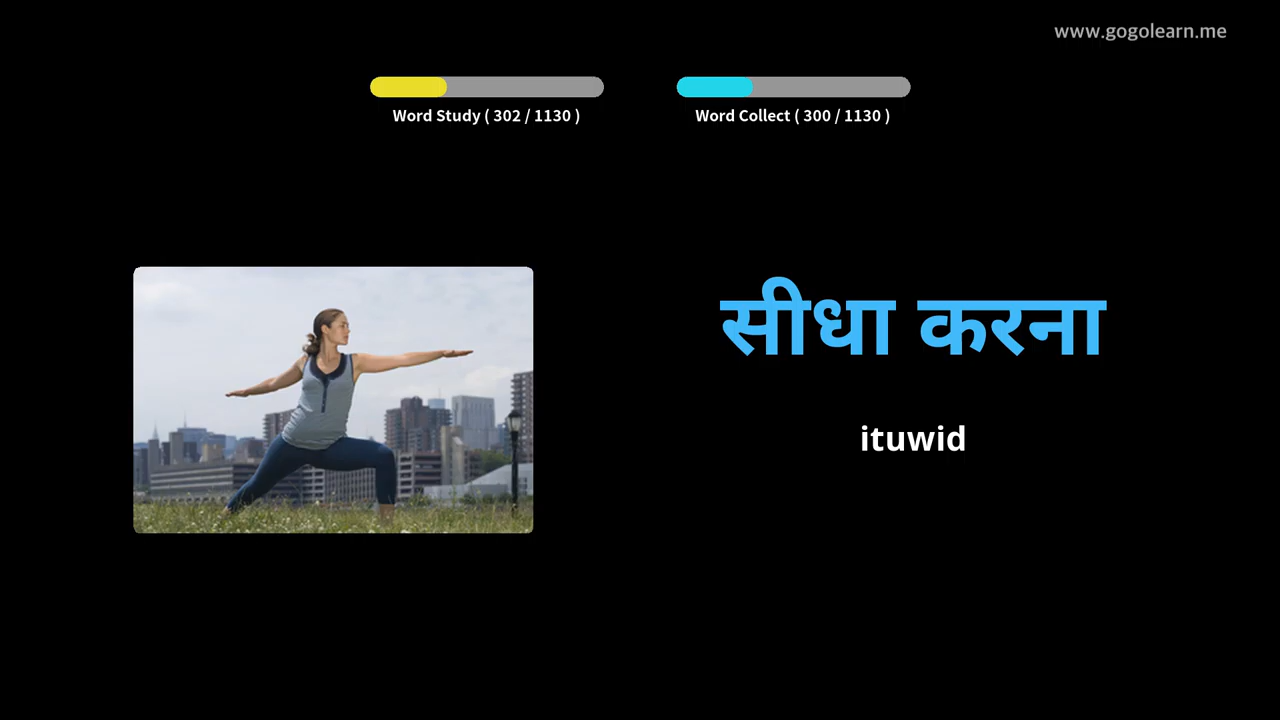 www.gogolearn.me
Word Study ( 302 / 1130 )
Word Collect ( 300 / 1130 )
सीधा करना
ituwid